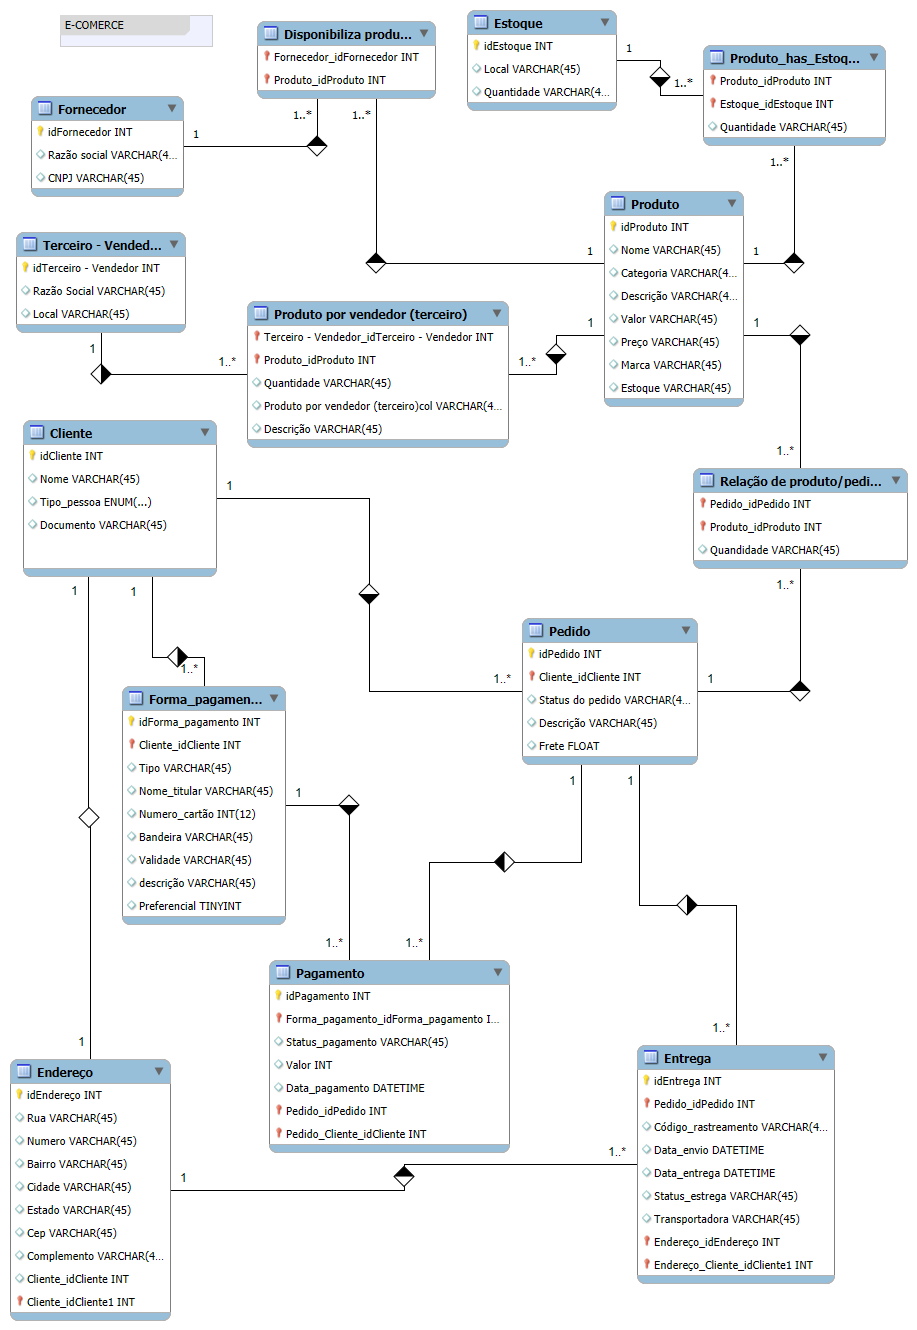 E-COMERCE
Disponibiliza produ...
Fornecedor_idFornecedor INT
Produto_idProduto INT
Estoque
idEstoque INT
Local VARCHAR(45)
Quantidade VARCHAR(4...
1
1..*
Produto_has_Estoq...
Produto_idProduto INT
Estoque_idEstoque INT
Quantidade VARCHAR(45)
Fornecedor
idFornecedor INT
Razão social VARCHAR(4...
CNPJ VARCHAR(45)
1
1..*
1..*
1..*
Terceiro - Vended...
idTerceiro - Vendedor INT
Razão Social VARCHAR(45)
Local VARCHAR(45)
1
1..*
Produto
idProduto INT
Nome VARCHAR(45)
Categoria VARCHAR(4...
Descrição VARCHAR(4...
Valor VARCHAR(45)
Preço VARCHAR(45)
Marca VARCHAR(45)
Estoque VARCHAR(45)
1
1
1
1
Produto por vendedor (terceiro)
Terceiro - Vendedor_idTerceiro - Vendedor INT
Produto_idProduto INT
Quantidade VARCHAR(45)
Produto por vendedor (terceiro)col VARCHAR(4...
Descrição VARCHAR(45)
1..*
Cliente
idCliente INT
Nome VARCHAR(45)
Tipo_pessoa ENUM(...)
Documento VARCHAR(45)
1
1
1
1..*
Relação de produto/pedi...
Pedido_idPedido INT
Produto_idProduto INT
Quandidade VARCHAR(45)
1..*
Pedido
idPedido INT
Cliente_idCliente INT
Status do pedido VARCHAR(4...
Descrição VARCHAR(45)
Frete FLOAT
1..*
1
1
1
1..*
Forma_pagamen...
idForma_pagamento INT
Cliente_idCliente INT
Tipo VARCHAR(45)
Nome_titular VARCHAR(45)
Numero_cartão INT(12)
Bandeira VARCHAR(45)
Validade VARCHAR(45)
descrição VARCHAR(45)
Preferencial TINYINT
1
1..*
1..*
Pagamento
idPagamento INT
Forma_pagamento_idForma_pagamento I...
Status_pagamento VARCHAR(45)
Valor INT
Data_pagamento DATETIME
Pedido_idPedido INT
Pedido_Cliente_idCliente INT
1
Endereço
idEndereço INT
Rua VARCHAR(45)
Numero VARCHAR(45)
Bairro VARCHAR(45)
Cidade VARCHAR(45)
Estado VARCHAR(45)
Cep VARCHAR(45)
Complemento VARCHAR(4...
Cliente_idCliente INT
Cliente_idCliente1 INT
1
1..*
1..*
Entrega
idEntrega INT
Pedido_idPedido INT
Código_rastreamento VARCHAR(4...
Data_envio DATETIME
Data_entrega DATETIME
Status_estrega VARCHAR(45)
Transportadora VARCHAR(45)
Endereço_idEndereço INT
Endereço_Cliente_idCliente1 INT